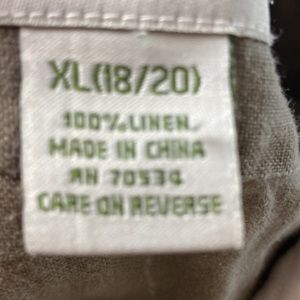 XL(18/20)
100%LINEN
MADE IN CHINA
RN 70534
CARE ON REVERSE